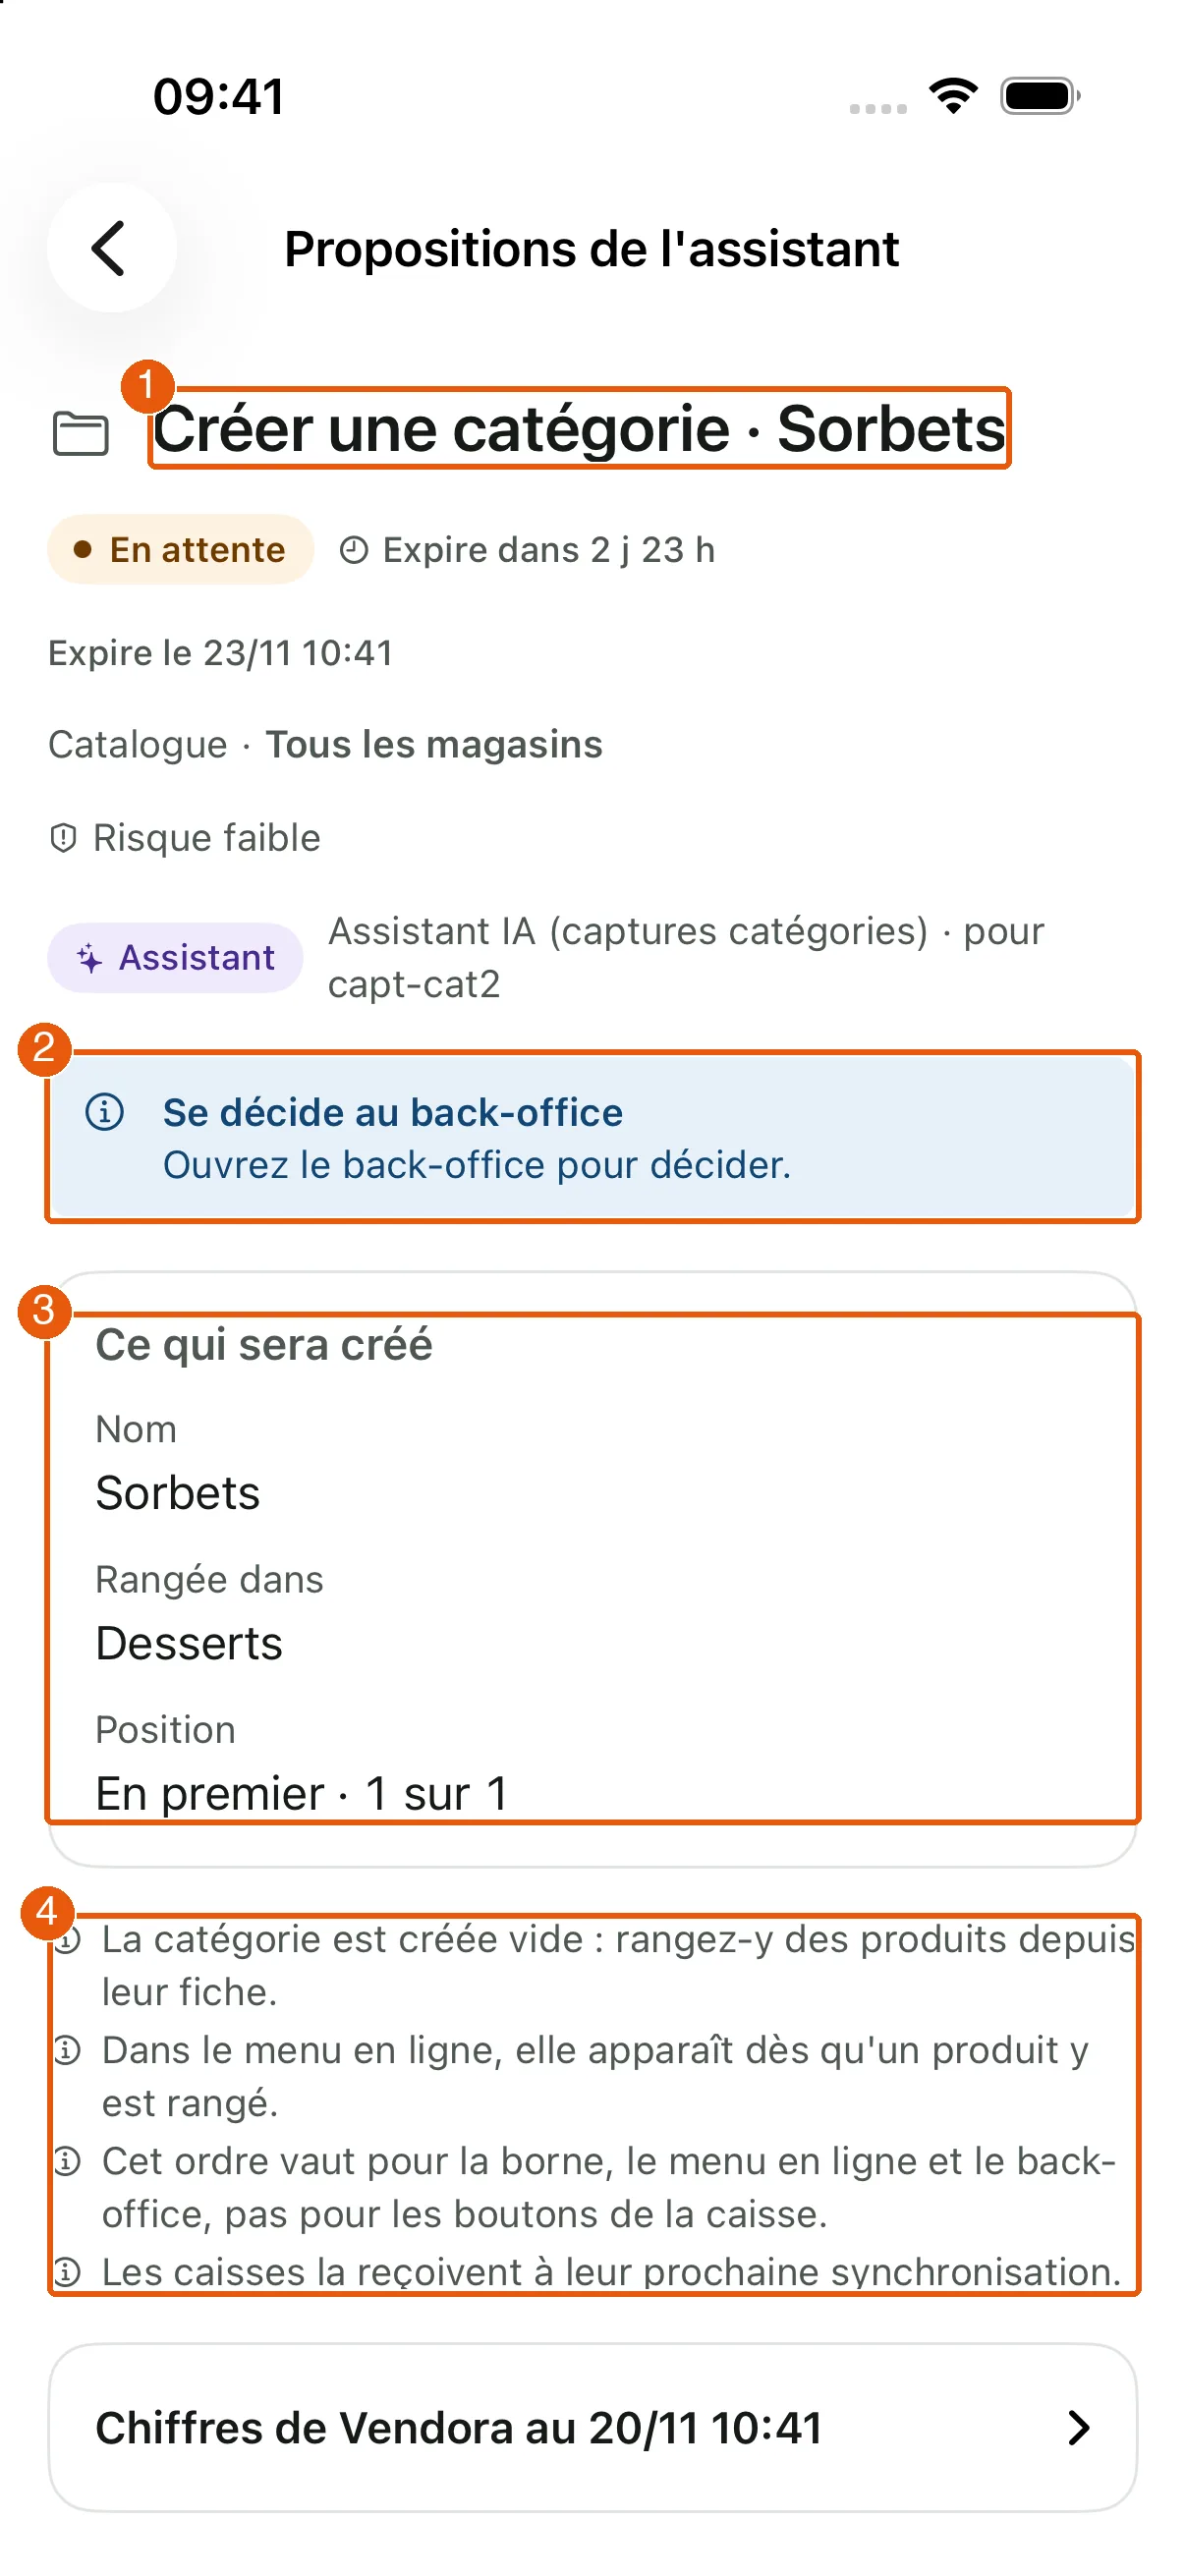 09:41
Propositions de l'assistant
1
Créer une catégorie · Sorbets
En attente
Expire dans 2 j 23 h
Expire le 23/11 10:41
Catalogue · Tous les magasins
Risque faible
Assistant
Assistant IA (captures catégories) · pour
capt-cat2
2
Se décide au back-office
Ouvrez le back-office pour décider.
3
Ce qui sera créé
Nom
Sorbets
Rangée dans
Desserts
Position
En premier · 1 sur 1
4
La catégorie est créée vide : rangez-y des produits depuis
leur fiche.
Dans le menu en ligne, elle apparaît dès qu'un produit y
est rangé.
Cet ordre vaut pour la borne, le menu en ligne et le back-
office, pas pour les boutons de la caisse.
Les caisses la reçoivent à leur prochaine synchronisation.
Chiffres de Vendora au 20/11 10:41